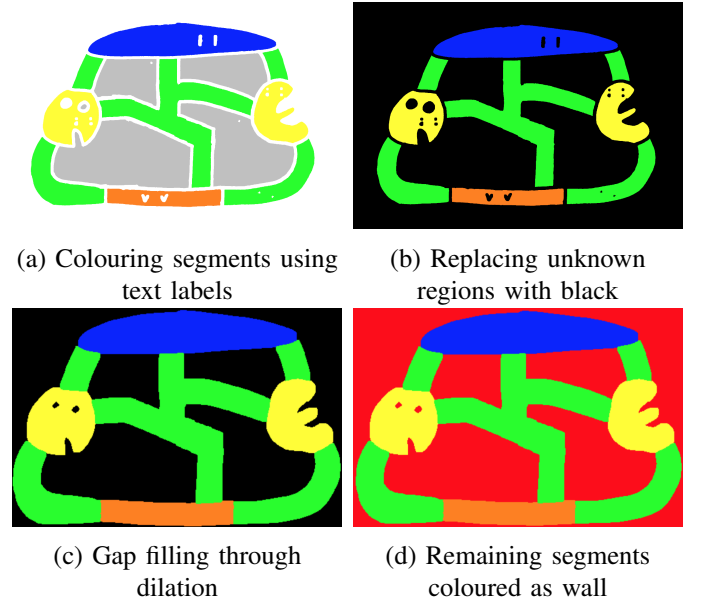 (a) Colouring segments using
text labels
(b) Replacing unknown
regions with black
(c) Gap filling through
dilation
(d) Remaining segments
coloured as wall